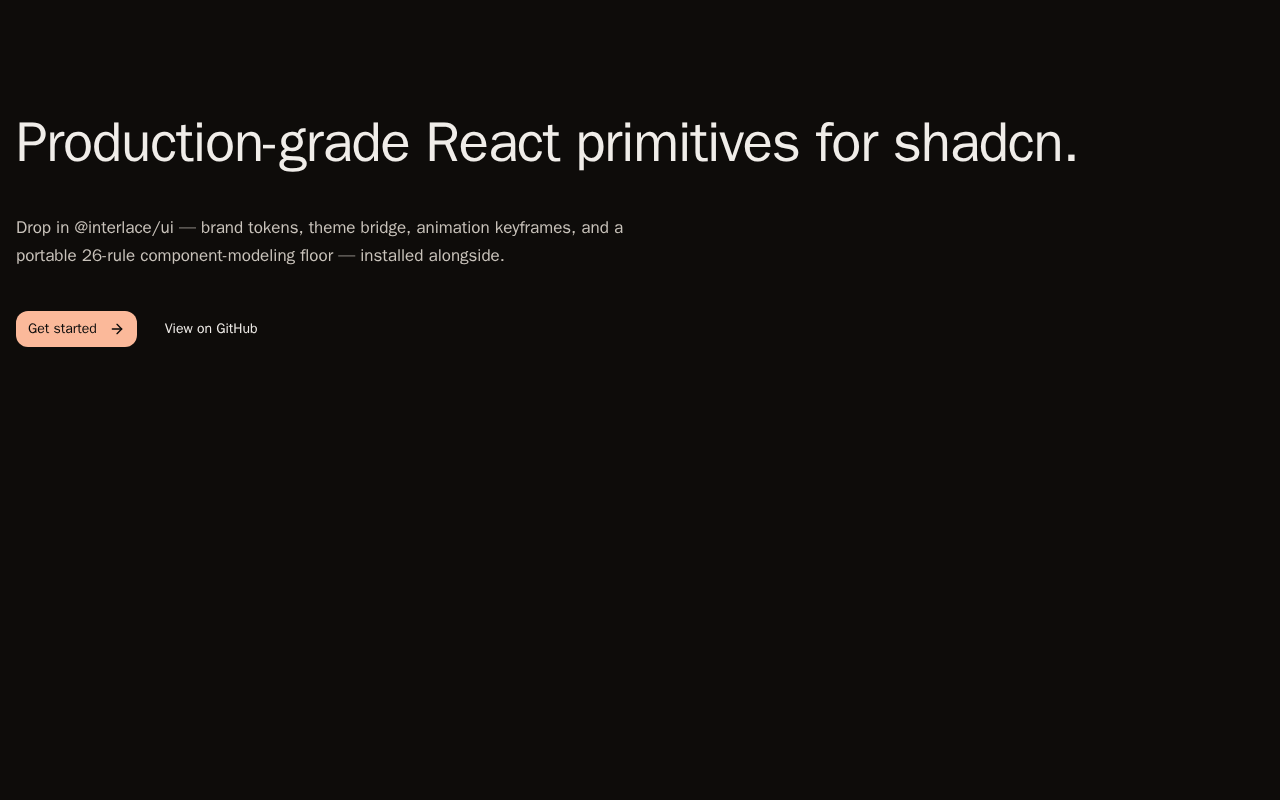 Production-grade React primitives for shadcn.
Drop in @interlace/ui — brand tokens, theme bridge, animation keyframes, and a
portable 26-rule component-modeling floor — installed alongside.
Get started
View on GitHub